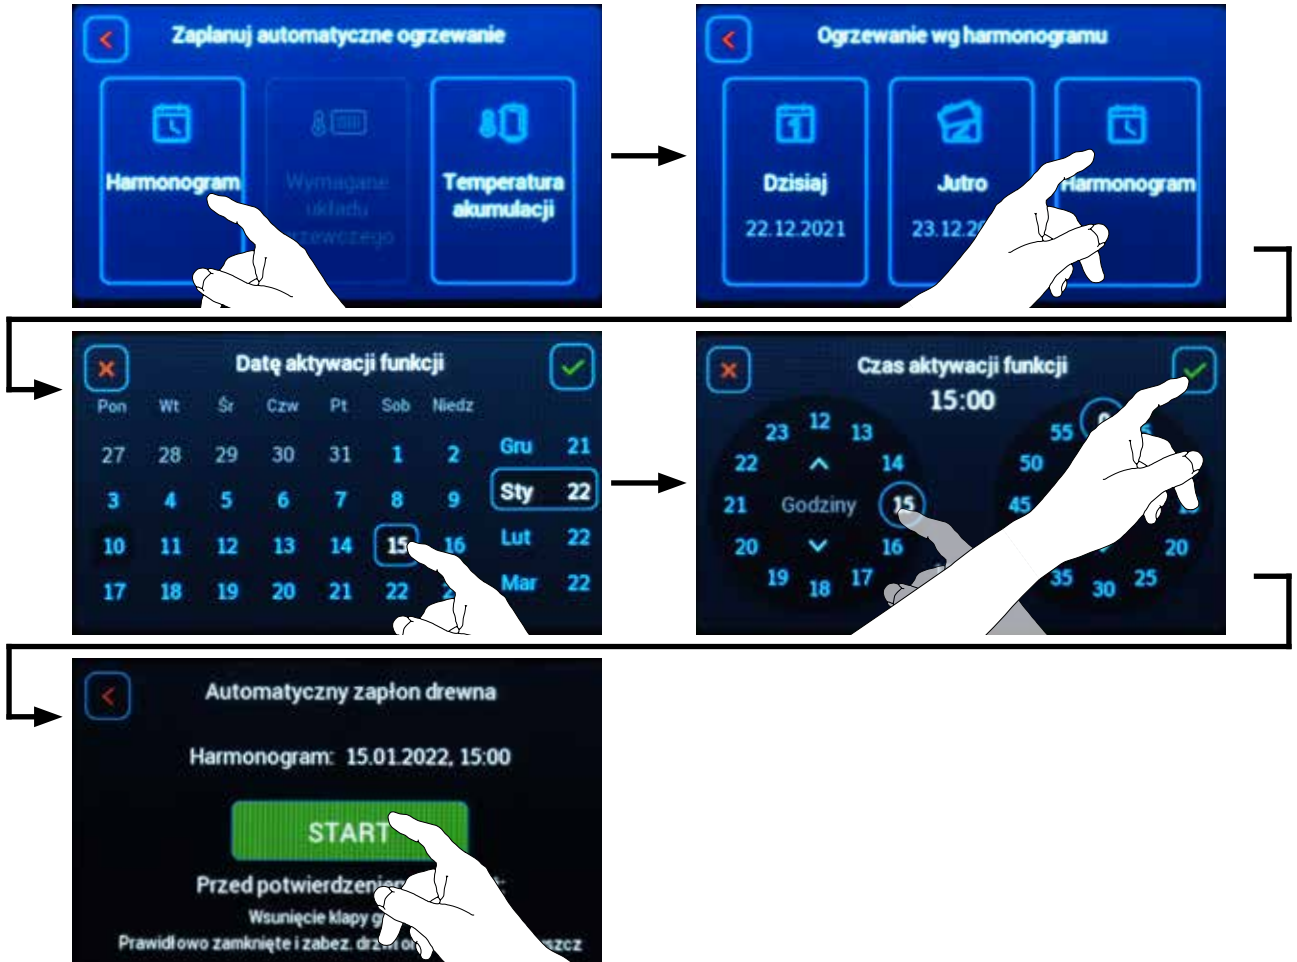 Zaplanuj automatyczne ogrzewanie
Harmonogram
Wymagane
układu
Temperatura
akumulacji
Ogrzewanie wg harmonogramu
Dzisiaj
22.12.2021
Jutro
Harmonogram
Datę aktywacji funkcji
Pon Wt Śr Czw Pt Sob Niedz
27 28 29 30 31 1 2
3 4 5 6 7 8 9
10 11 12 13 14 15 16
17 18 19 20 21 22
Gru 21
Sty 22
Lut 22
Mar 22
Czas aktywacji funkcji
15:00
12 13 14 15 16 17 18 19 20 21 22 23
Godziny
55 50 45 35 30 25 20
Automatyczny zapłon drewna
Harmonogram: 15.01.2022, 15:00
START
Przed
Wsunięcie klapy
Prawidłowo zamknięte i zabez.